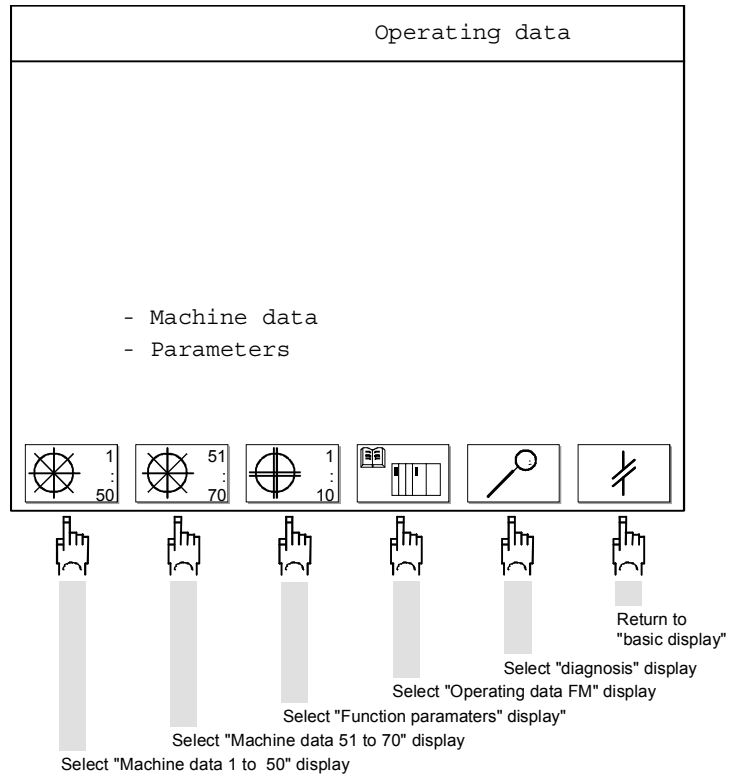 Operating data
- Machine data
- Parameters
1
:
50
51
:
70
1
:
10
Return to
"basic display"
Select "diagnosis" display
Select "Operating data FM" display
Select "Function paramaters" display"
Select "Machine data 51 to 70" display
Select "Machine data 1 to  50" display